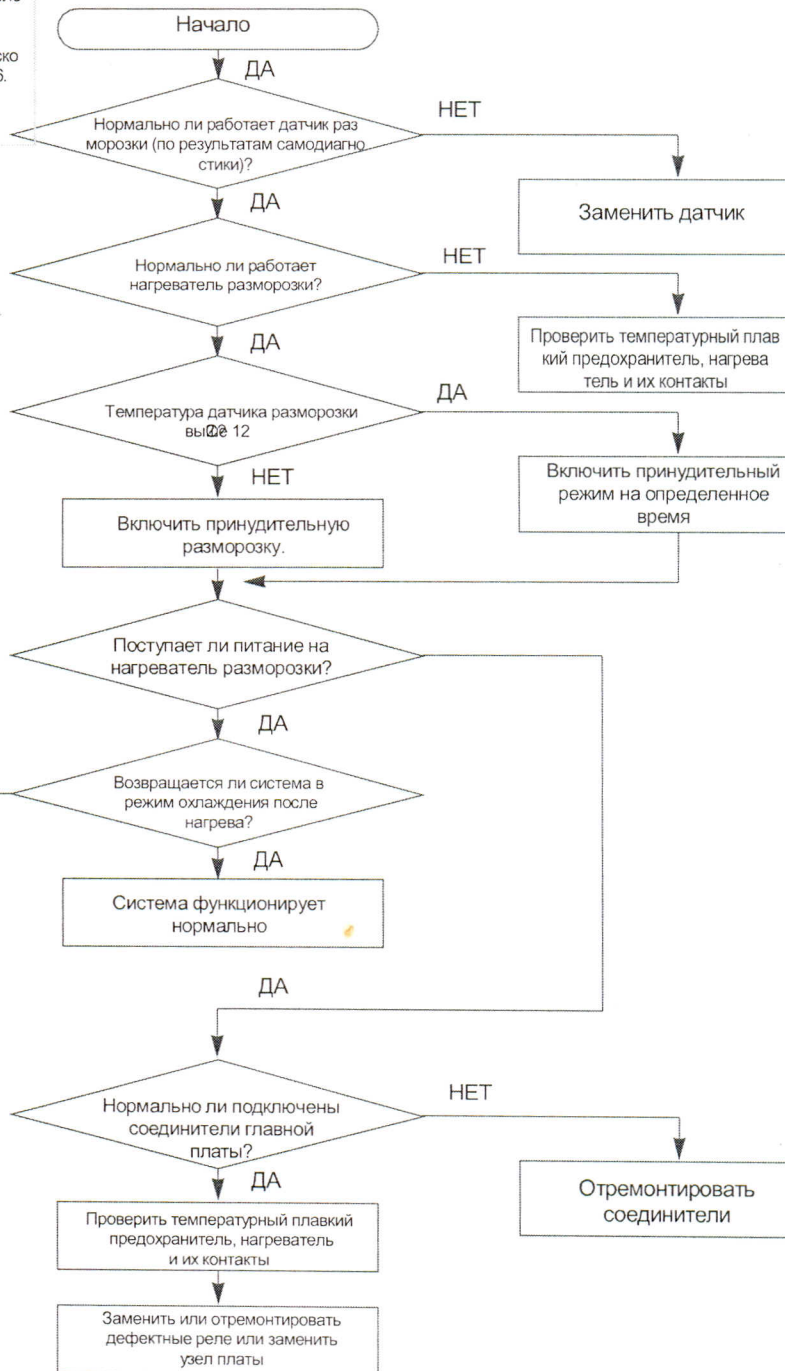 ско
6.
Начало
ДА
Нормально ли работает датчик раз
морозки (по результатам самодиагно
стики)?
НЕТ
Заменить датчик
ДА
Нормально ли работает
нагреватель разморозки?
НЕТ
Проверить температурный плав
кий предохранитель, нагрева
тель и их контакты
ДА
Температура датчика разморозки
12
ДА
Включить принудительный
режим на определенное
время
НЕТ
Включить принудительную
разморозку.
Поступает ли питание на
нагреватель разморозки?
ДА
Возвращается ли система в
режим охлаждения после
нагрева?
ДА
Система функционирует
нормально
ДА
Нормально ли подключены
соединители главной
платы?
НЕТ
Отремонтировать
соединители
ДА
Проверить температурный плавкий
предохранитель, нагреватель
и их контакты
Заменить или отремонтировать
дефектные реле или заменить
узел платы